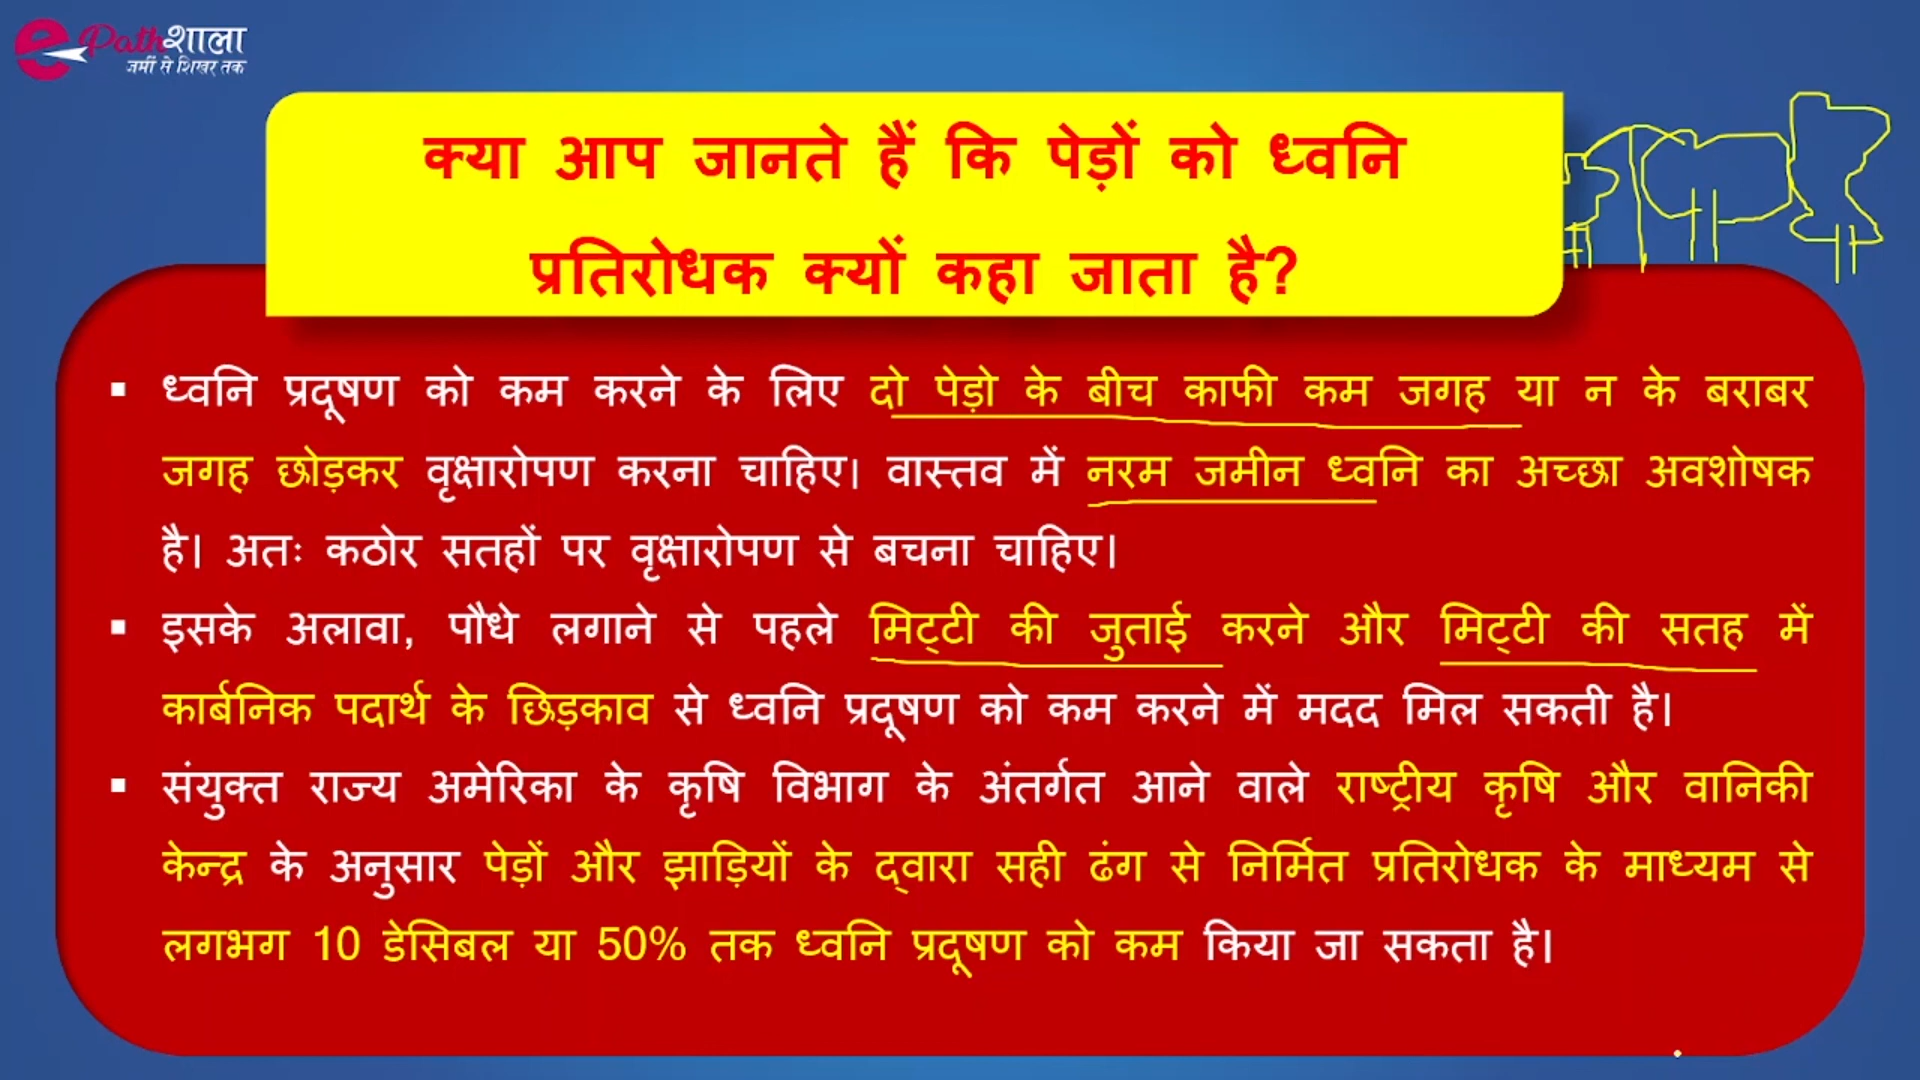 ePathशाला
जमीं से शिखर तक
क्या आप जानते हैं कि पेड़ों को ध्वनि
प्रतिरोधक क्यों कहा जाता है?
▪ ध्वनि प्रदूषण को कम करने के लिए दो पेड़ो के बीच काफी कम जगह या न के बराबर
जगह छोड़कर वृक्षारोपण करना चाहिए। वास्तव में नरम जमीन ध्वनि का अच्छा अवशोषक
है। अतः कठोर सतहों पर वृक्षारोपण से बचना चाहिए।
▪ इसके अलावा, पौधे लगाने से पहले मिट्टी की जुताई करने और मिट्टी की सतह में
कार्बनिक पदार्थ के छिड़काव से ध्वनि प्रदूषण को कम करने में मदद मिल सकती है।
▪ संयुक्त राज्य अमेरिका के कृषि विभाग के अंतर्गत आने वाले राष्ट्रीय कृषि और वानिकी
केन्द्र के अनुसार पेड़ों और झाड़ियों के द्वारा सही ढंग से निर्मित प्रतिरोधक के माध्यम से
लगभग 10 डेसिबल या 50% तक ध्वनि प्रदूषण को कम किया जा सकता है।